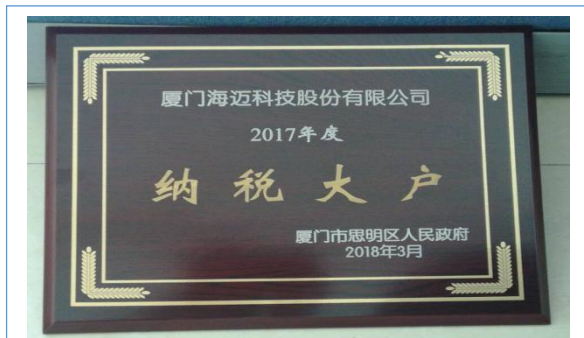 厦门海迈科技股份有限公司
2017年度
纳税大户
厦门市思明区人民政府
2018年3月